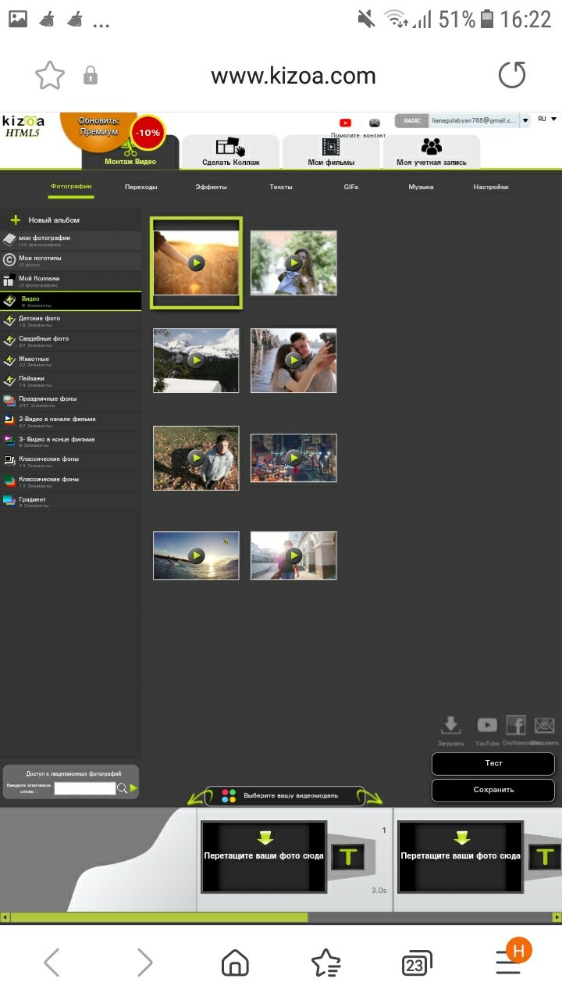 51% 16:22
www.kizoa.com
kizoa
HTML5
Обновить:
Премиум
-10%
BASIC
lianagulabyan768@gmail.c...
RU
Помогите контакт
Монтаж Видео
Сделать Коллаж
Мои фильмы
Моя учетная запись
Фотографии
Переходы
Эффекты
Тексты
GIFs
Музыка
Настройки
Новый альбом
мои фотографии
(10 фотографии)
Мои логотипы
(0 фото)
Мой Коллажи
(3 фотографии)
Видео
8 Элементы
Детские фото
18 Элементы
Свадебные фото
27 Элементы
Животные
22 Элементы
Пейзажи
14 Элементы
Праздничные фоны
247 Элементы
2-Видео в начале фильма
47 Элементы
3- Видео в конце фильма
6 Элементы
Классические фоны
14 Элементы
Классические фоны
13 Элементы
Градиент
9 Элементы
Загрузить
YouTube
Тест
Сохранить
Доступ к лицензионных фотографий
Введите ключевое
слово :
Выберите вашу видеомодель
Перетащите ваши фото сюда
T
1
3.0s
Перетащите ваши фото сюда
T
23
H